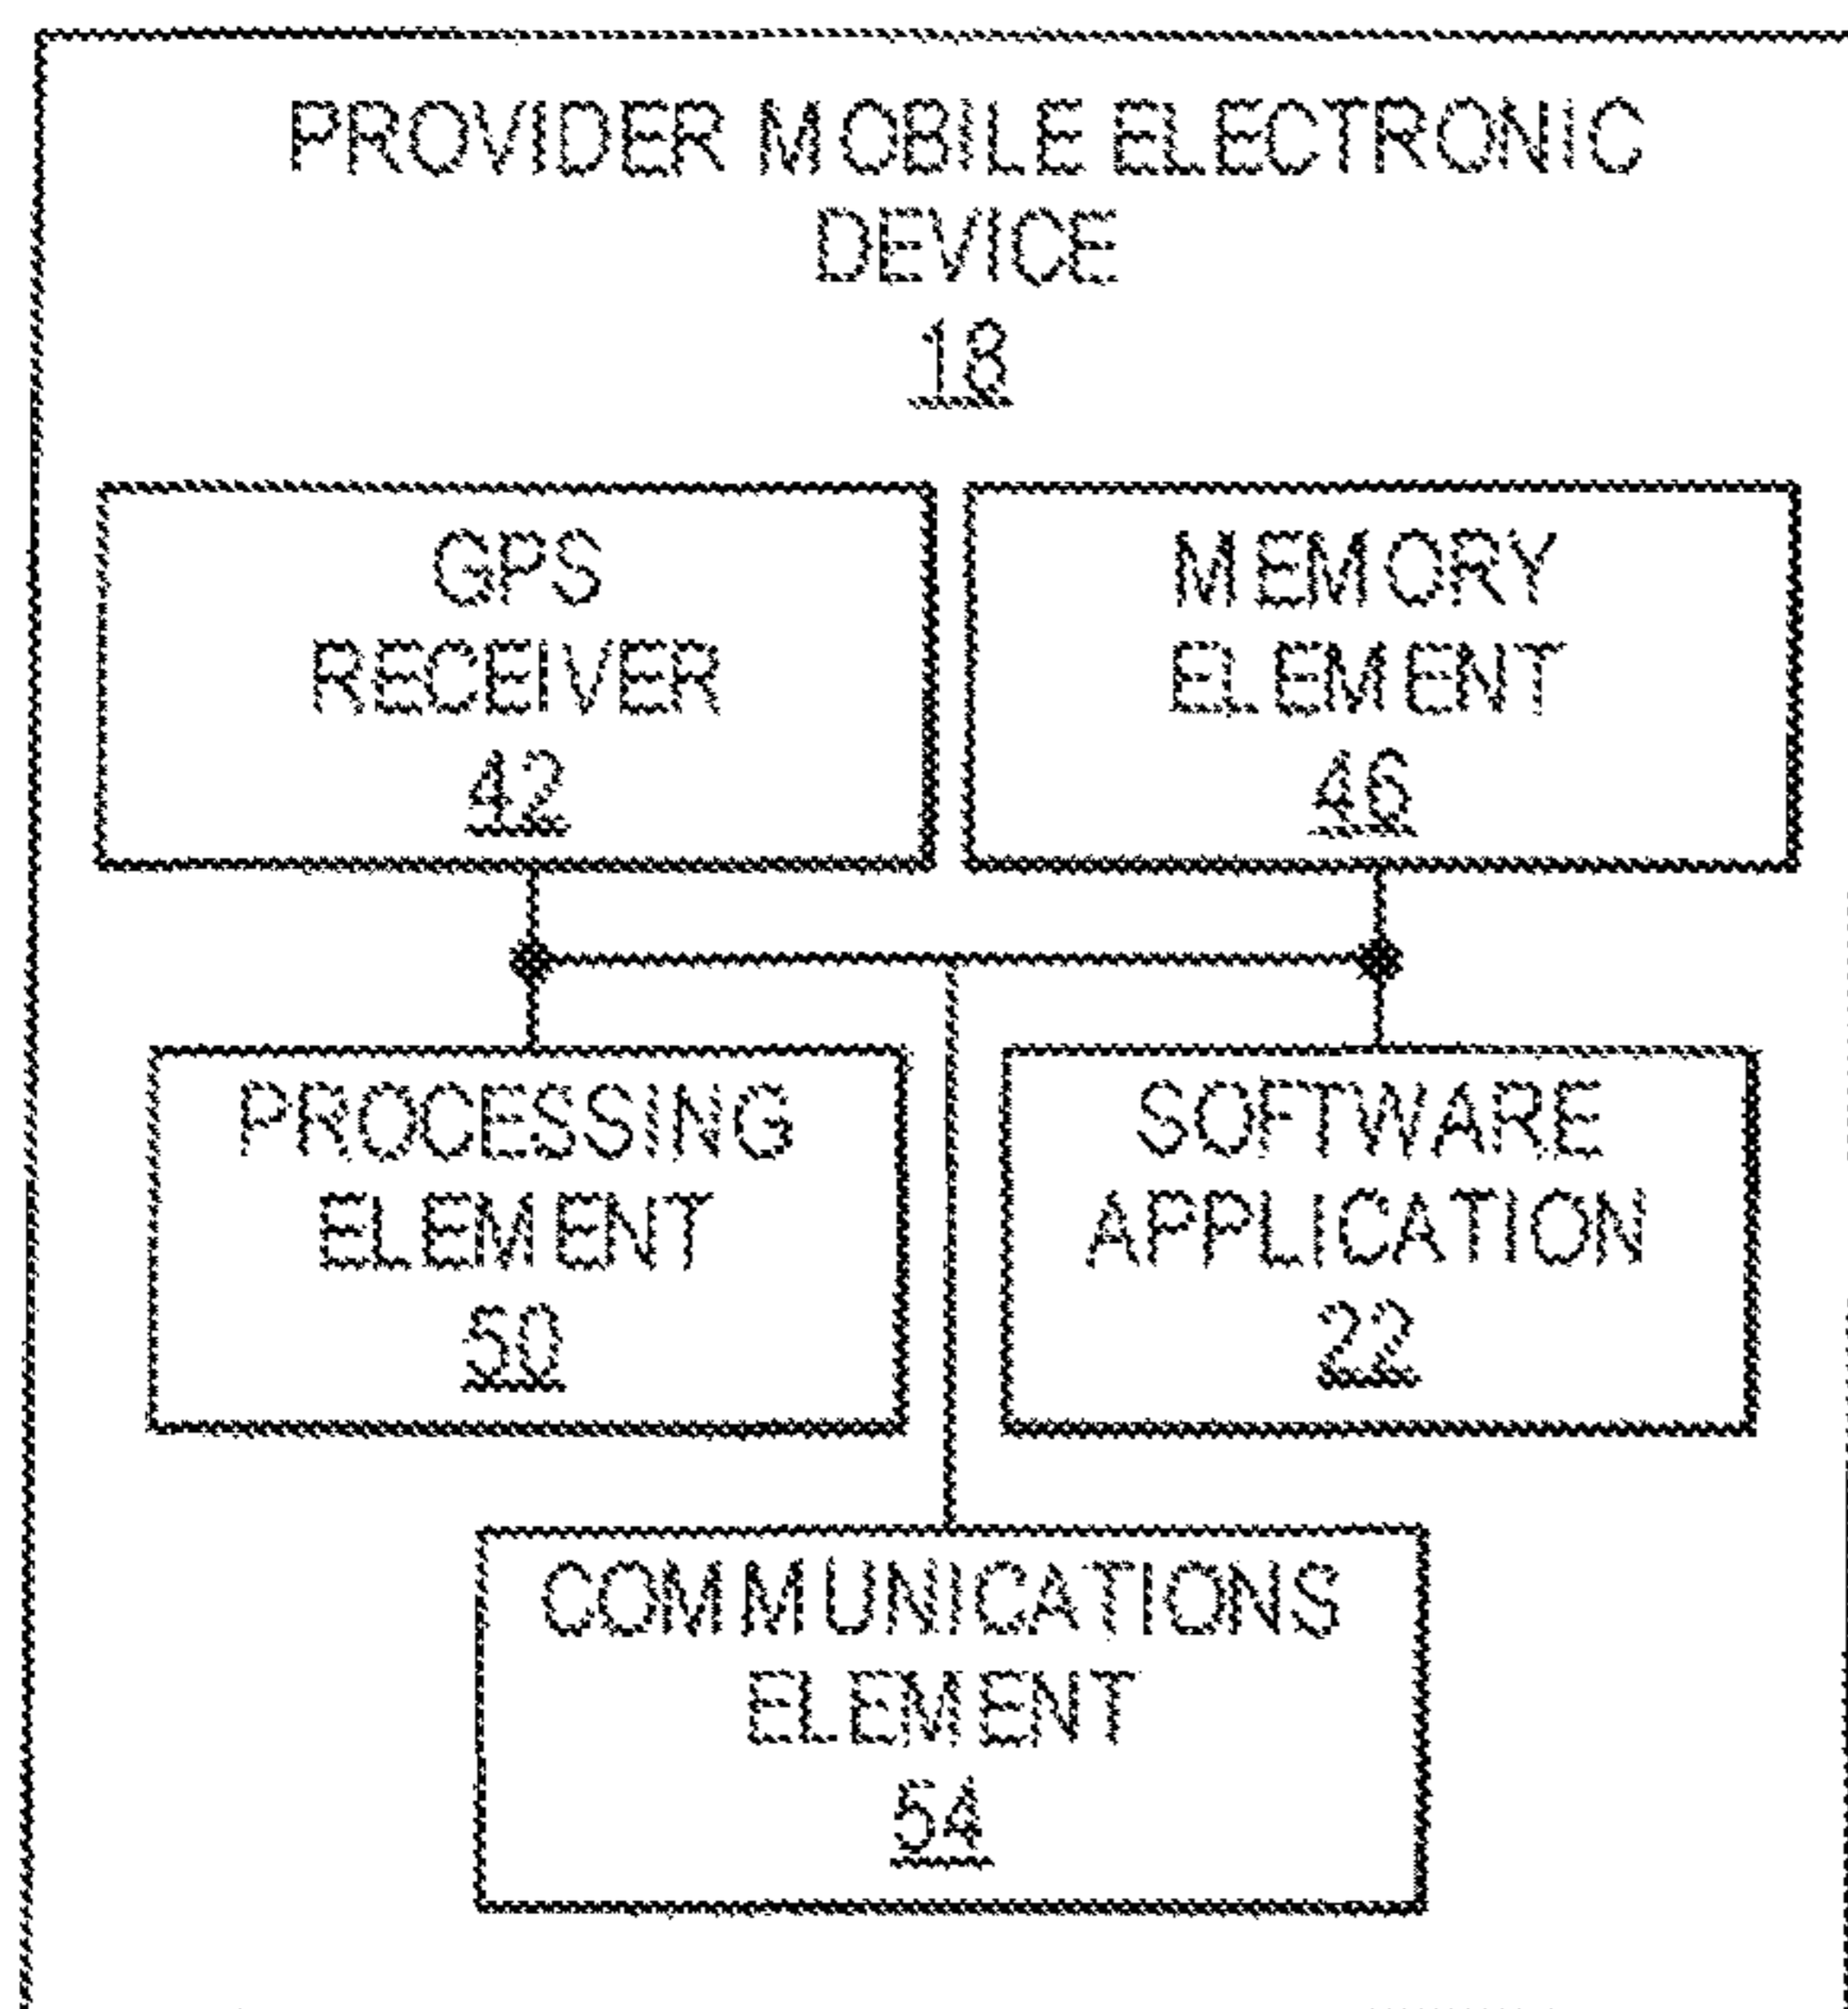 PROVIDER MOBILE ELECTRONIC
DEVICE
18
GPS
RECEIVER
42
MEMORY
ELEMENT
46
PROCESSING
ELEMENT
50
SOFTWARE
APPLICATION
22
COMMUNICATIONS
ELEMENT
54